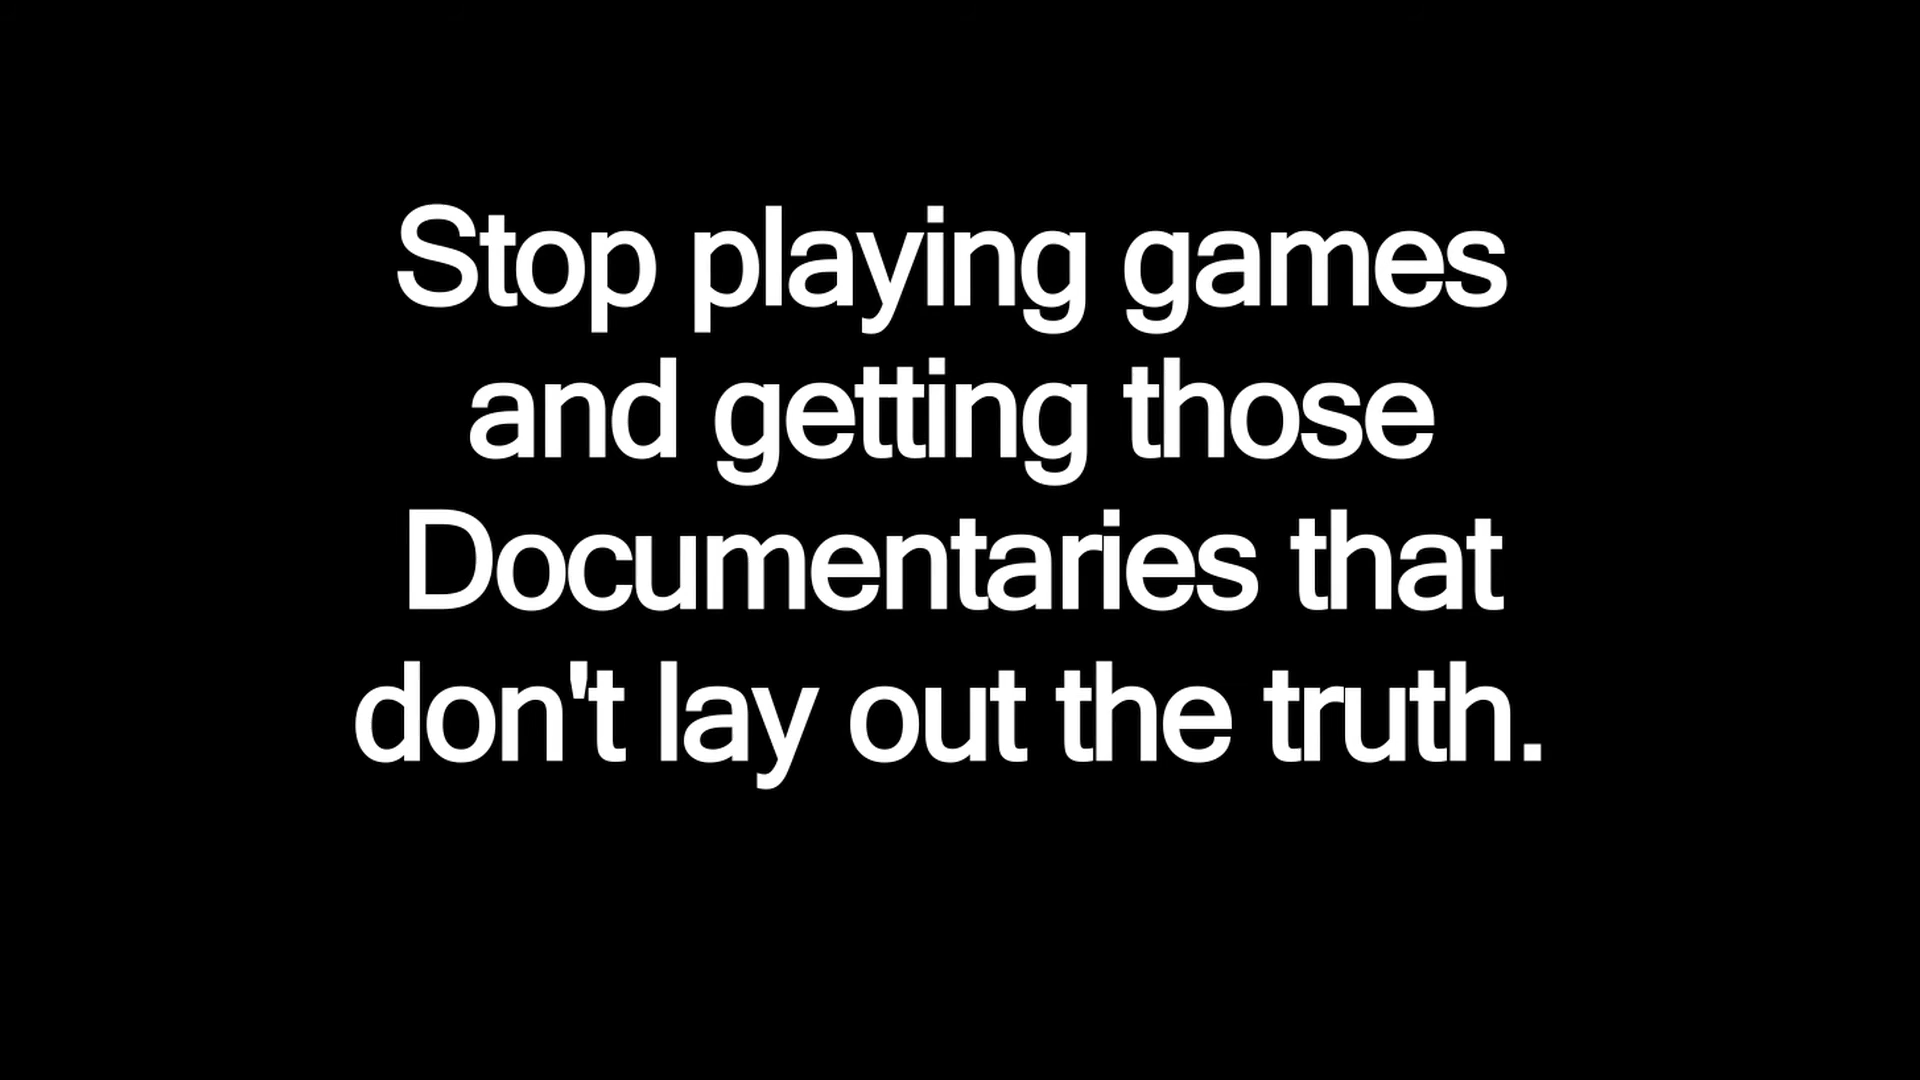 Stop playing games
and getting those
Documentaries that
don't lay out the truth.